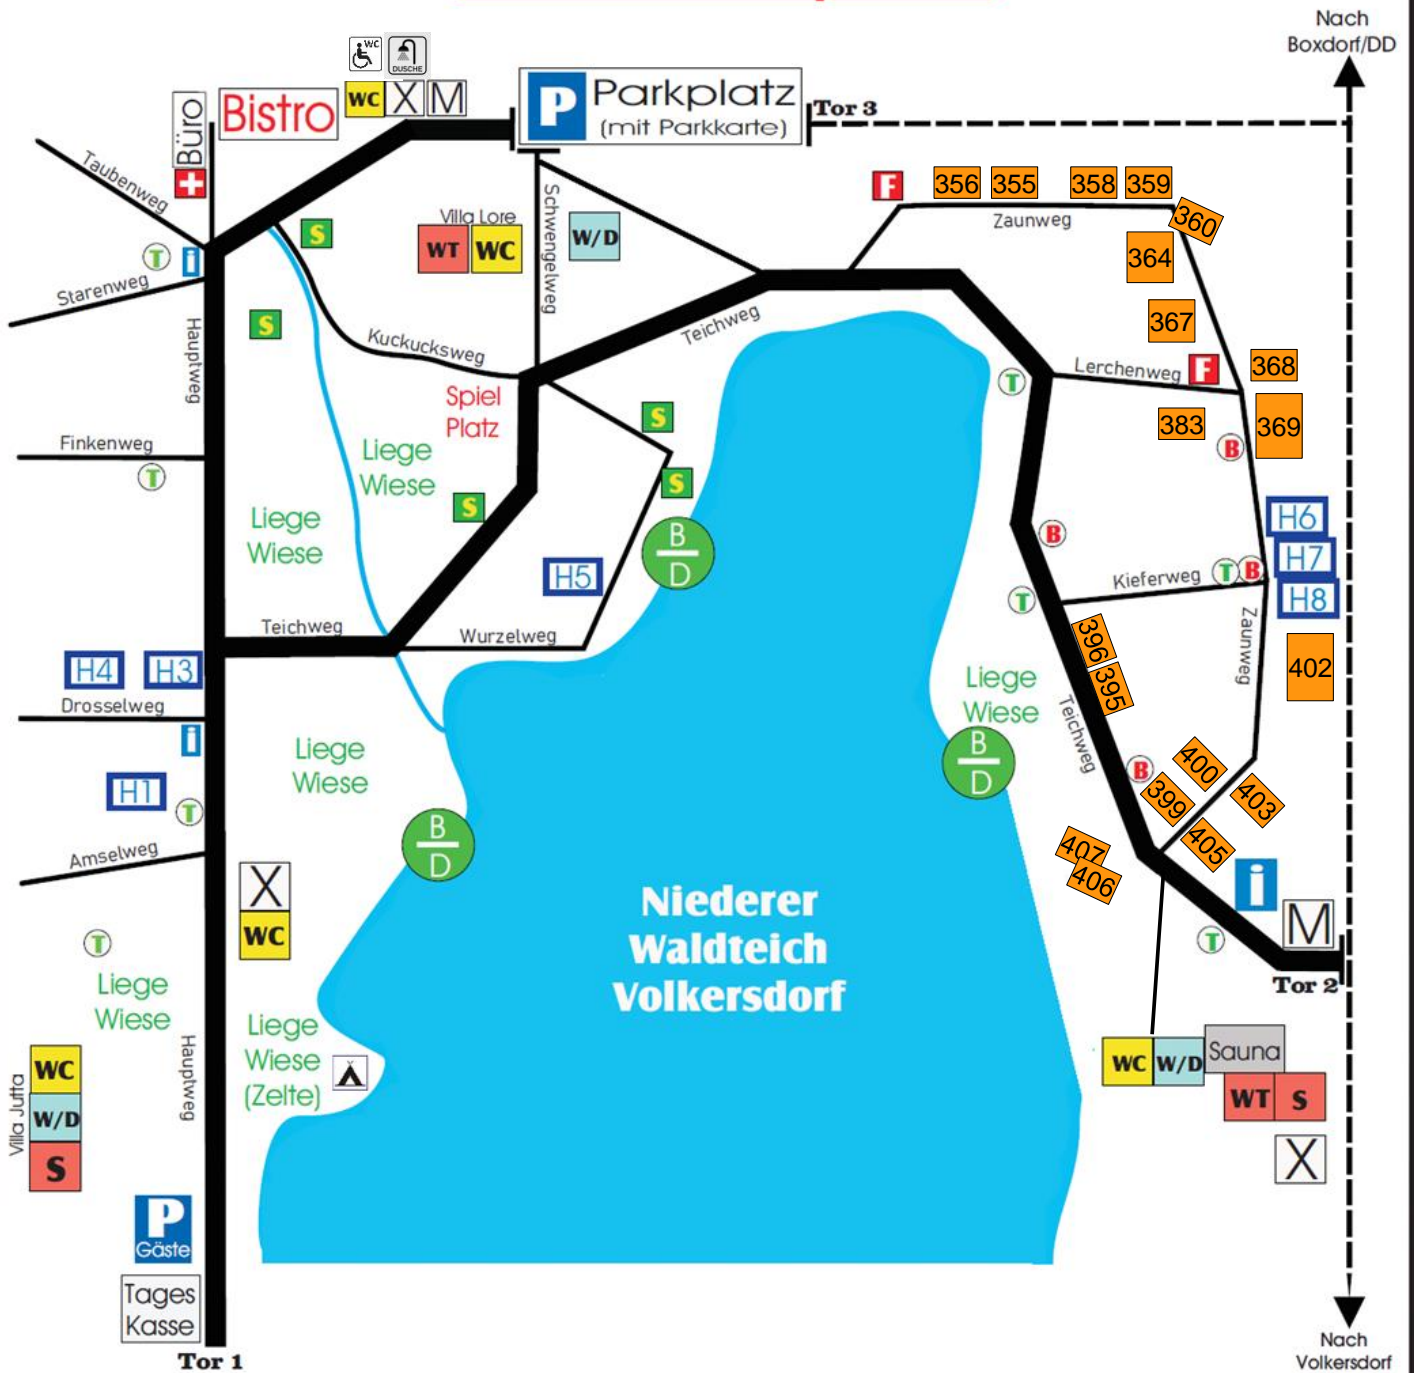 Nach
Boxdorf/DD
WC
DUSCHE
WC
X
M
Büro
Bistro
P
Parkplatz
(mit Parkkarte)
Tor 3
Taubenweg
F
356
355
358
359
Zaunweg
360
Villa Lore
WT
WC
Schwengelweg
W/D
S
T
i
364
Starenweg
S
Hauptweg
Kuckucksweg
Teichweg
367
Lerchenweg
F
368
T
Spiel
Platz
S
383
369
B
Finkenweg
T
Liege
Wiese
S
S
Liege
Wiese
B
D
B
H6
H7
H8
H5
Kieferweg
T
B
T
Teichweg
Wurzelweg
396
395
Zaunweg
402
H4
H3
Drosselweg
i
Liege
Wiese
Liege
Wiese
Teichweg
B
D
H1
T
B
400
399
403
405
407
406
Amselweg
B
D
X
WC
i
M
T
Tor 2
Niederer
Waldteich
Volkersdorf
T
Liege
Wiese
Hauptweg
Liege
Wiese
(Zelte)
Villa Jutta
WC
W/D
S
WC
W/D
Sauna
WT
S
X
P
Gäste
Tages
Kasse
Tor 1
Nach
Volkersdorf